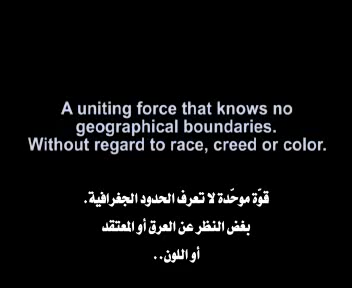 A uniting force that knows no
geographical boundaries.
Without regard to race, creed or color.
قوّة موحّدة لا تعرف الحدود الجغرافية.
بغض النظر عن العرق أو المعتقد
أو اللون..